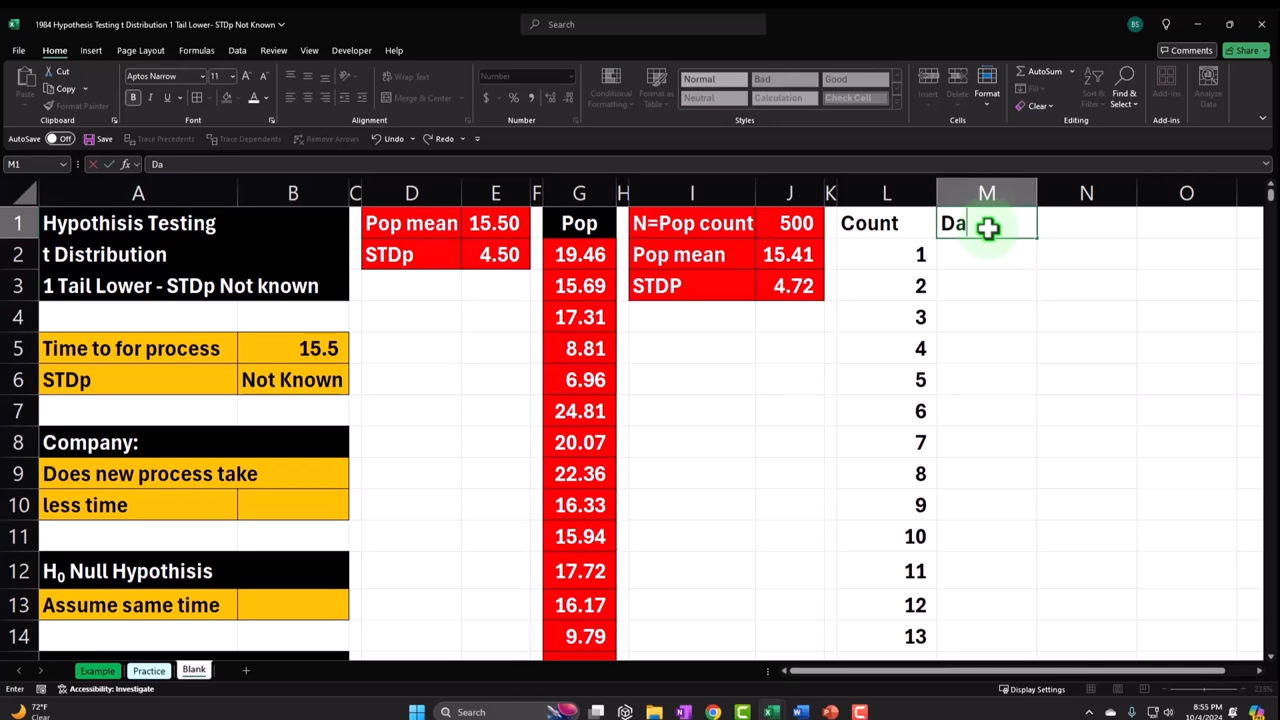 1984 Hypothesis Testing t Distribution 1 Tail Lower- STDp Not Known
Search
BS
File Home Insert Page Layout Formulas Data Review View Developer Help
Comments Share
Paste
Cut
Copy
Format Painter
Clipboard
Aptos Narrow 11
Font
Wrap Text
Merge & Center
Alignment
Number
Number
Conditional Formatting
Format as Table
Normal Bad Good
Neutral Calculation Check Cell
Styles
Insert Delete Format
Cells
AutoSum
Fill
Clear
Sort & Filter
Find & Select
Editing
Add-ins
Add-ins
Analyze Data
AutoSave Off Save Trace Precedents Trace Dependents Remove Arrows Undo Redo
M1 fx Da
A B C D E F G H I J K L M N O
1 Hypothisis Testing Pop mean 15.50 Pop N=Pop count 500 Count Da
2 t Distribution STDp 4.50 19.46 Pop mean 15.41 1
3 1 Tail Lower - STDp Not known 15.69 STDP 4.72 2
4 17.31 3
5 Time to for process 15.5 8.81 4
6 STDp Not Known 6.96 5
7 24.81 6
8 Company: 20.07 7
9 Does new process take 22.36 8
10 less time 16.33 9
11 15.94 10
12 H₀ Null Hypothisis 17.72 11
13 Assume same time 16.17 12
14 9.79 13
Example Practice Blank
Enter Accessibility: Investigate Display Settings
72°F
Clear
Search
8:55 PM
10/4/2024